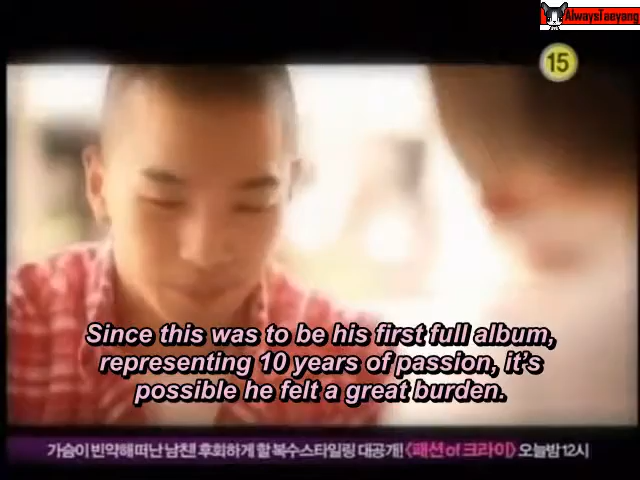 AlwaysTaeyang
15
Since this was to be his first full album,
representing 10 years of passion, it's
possible he felt a great burden.
가슴이 빈약해 떠난 남친! 후회하게 할 복수 스타일링 대공개!《패션of크라이》오늘밤 12시